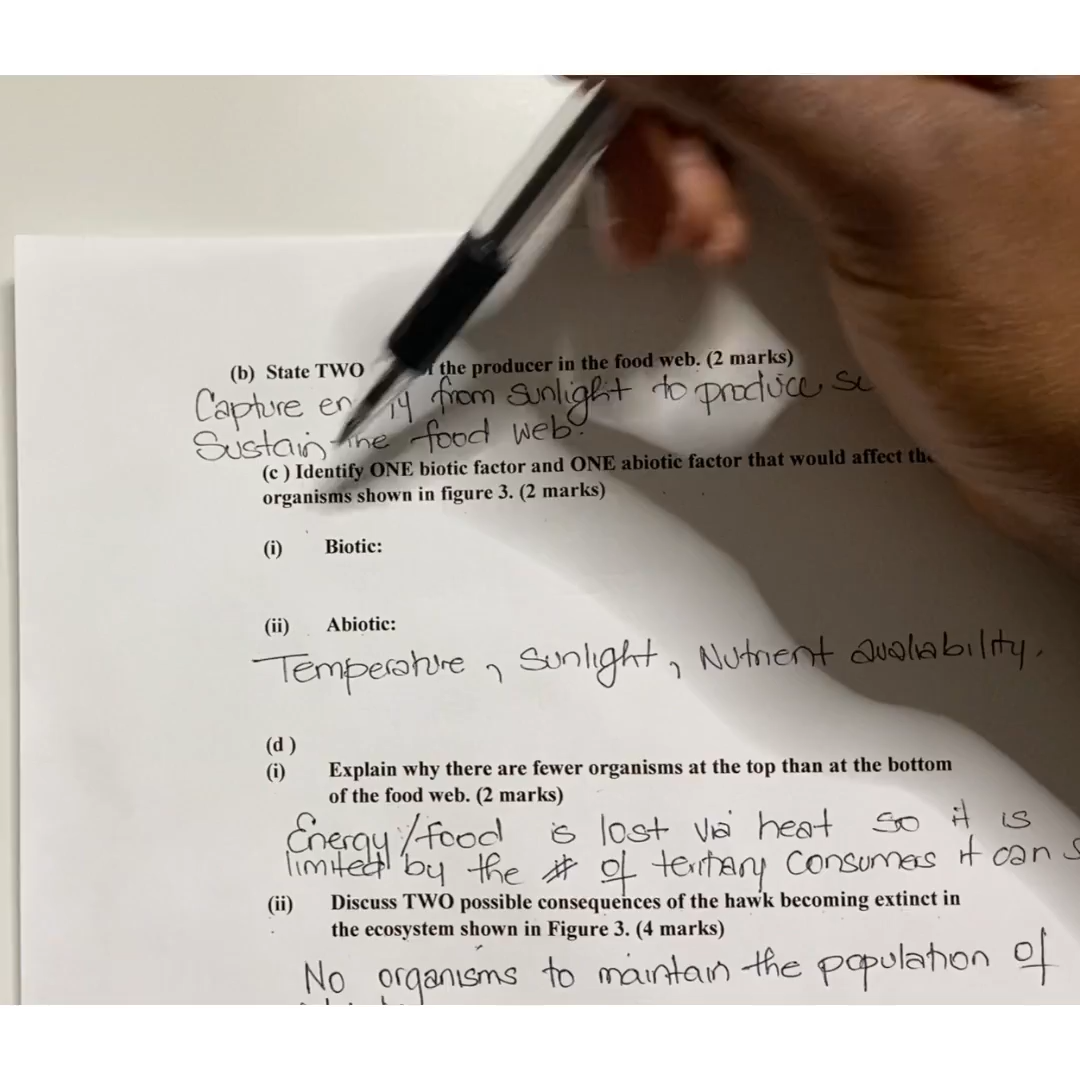 (b) State TWO the producer in the food web. (2 marks)
Capture from sunlight to produce
Sustain the food web.
(c ) Identify ONE biotic factor and ONE abiotic factor that would affect
organisms shown in figure 3. (2 marks)
(i) Biotic:
(ii) Abiotic:
Temperature, Sunlight, Nutrient availability.
(d )
(i) Explain why there are fewer organisms at the top than at the bottom
of the food web. (2 marks)
Energy/food is lost via heat so it is
limited by the # of tertiary consumers it can
(ii) Discuss TWO possible consequences of the hawk becoming extinct in
the ecosystem shown in Figure 3. (4 marks)
No organisms to maintain the population of